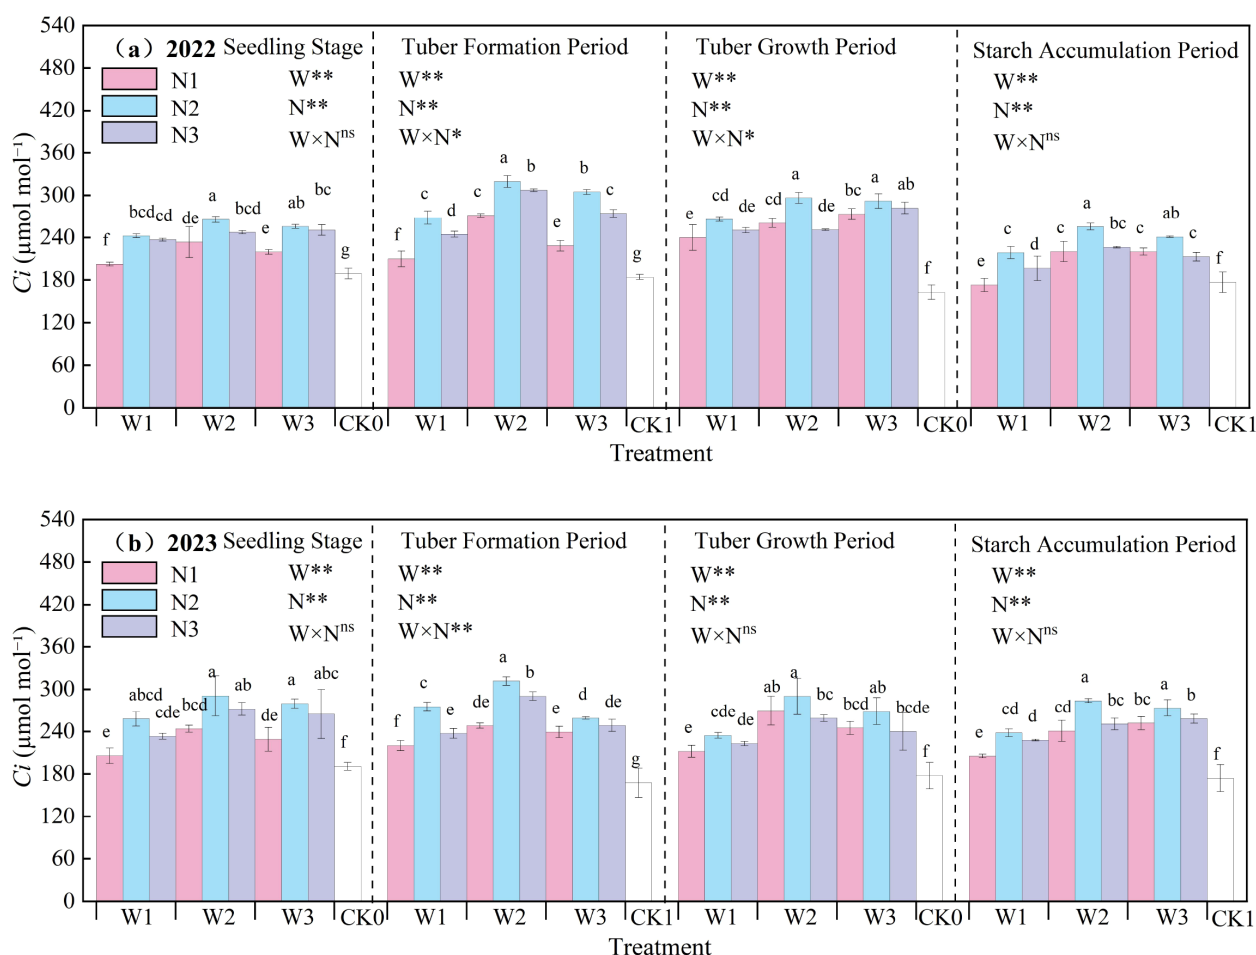 540
480
420
360
300
240
180
120
60
0
Ci (μmol mol⁻¹)
（a）2022 Seedling Stage
Tuber Formation Period
Tuber Growth Period
Starch Accumulation Period
N1
N2
N3
W**
N**
W×Nⁿˢ
W**
N**
W×N*
W**
N**
W×N*
W**
N**
W×Nⁿˢ
f bcd cd de a bcd e ab bc g
f c d c a b e b c g
e cd de cd a de bc a ab f
e c d c a bc c ab c f
W1 W2 W3 CK0 W1 W2 W3 CK1 W1 W2 W3 CK0 W1 W2 W3 CK1
Treatment
540
480
420
360
300
240
180
120
60
0
Ci (μmol mol⁻¹)
（b）2023 Seedling Stage
Tuber Formation Period
Tuber Growth Period
Starch Accumulation Period
N1
N2
N3
W**
N**
W×Nⁿˢ
W**
N**
W×N**
W**
N**
W×Nⁿˢ
W**
N**
W×Nⁿˢ
e abcd cde bcd a ab de a abc f
f c de de a b de d de g
e cde de ab a bc bcd ab bcde f
e cd d cd a bc bc a b f
W1 W2 W3 CK0 W1 W2 W3 CK1 W1 W2 W3 CK0 W1 W2 W3 CK1
Treatment